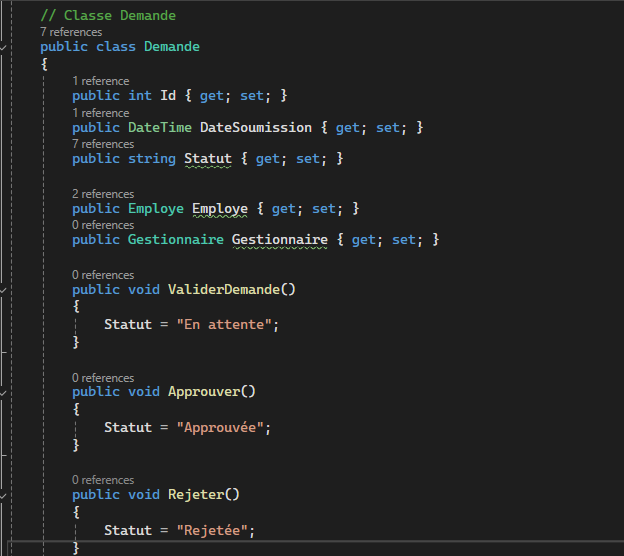 // Classe Demande
7 references
public class Demande
{
1 reference
public int Id { get; set; }
1 reference
public DateTime DateSoumission { get; set; }
7 references
public string Statut { get; set; }
2 references
public Employe Employe { get; set; }
0 references
public Gestionnaire Gestionnaire { get; set; }
0 references
public void ValiderDemande()
{
Statut = "En attente";
}
0 references
public void Approuver()
{
Statut = "Approuvée";
}
0 references
public void Rejeter()
{
Statut = "Rejetée";
}